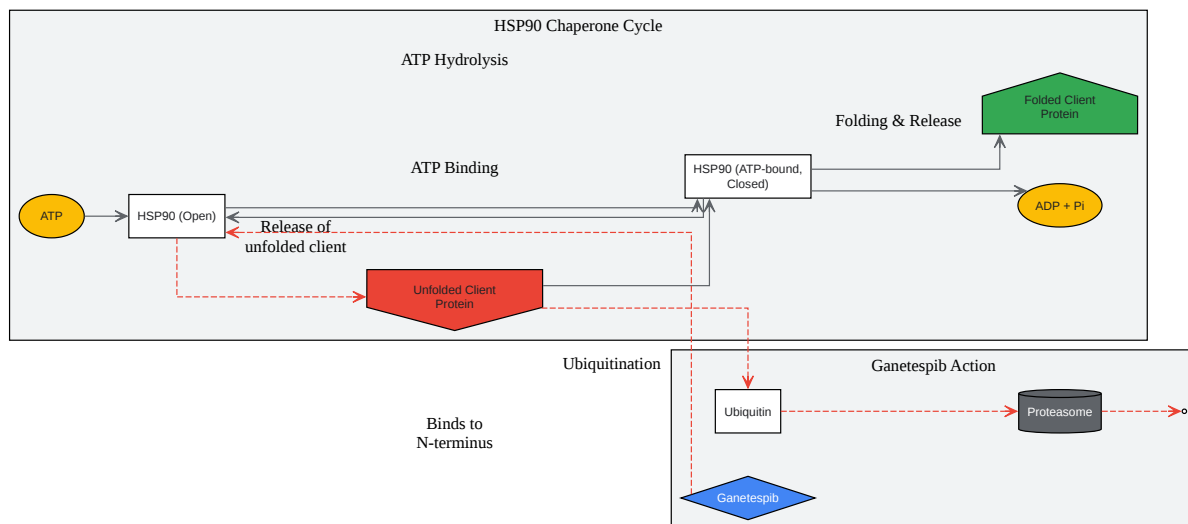 HSP90 Chaperone Cycle
ATP Hydrolysis
Folded Client
Protein
Folding & Release
ATP Binding
HSP90 (ATP-bound,
Closed)
ATP
HSP90 (Open)
ADP + Pi
Release of
unfolded client
Unfolded Client
Protein
Ubiquitination
Ganetespib Action
Ubiquitin
Proteasome
Binds to
N-terminus
Ganetespib